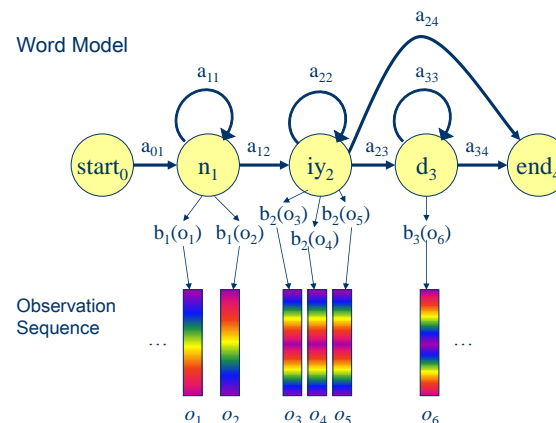 a₂₄
Word Model
a₁₁ a₂₂ a₃₃
a₀₁ a₁₂ a₂₃ a₃₄
start₀ n₁ iy₂ d₃ end₄
b₁(o₁) b₁(o₂) b₂(o₃) b₂(o₅) b₃(o₆)
b₂(o₄)
Observation
Sequence
... ...
o₁ o₂ o₃ o₄ o₅ o₆